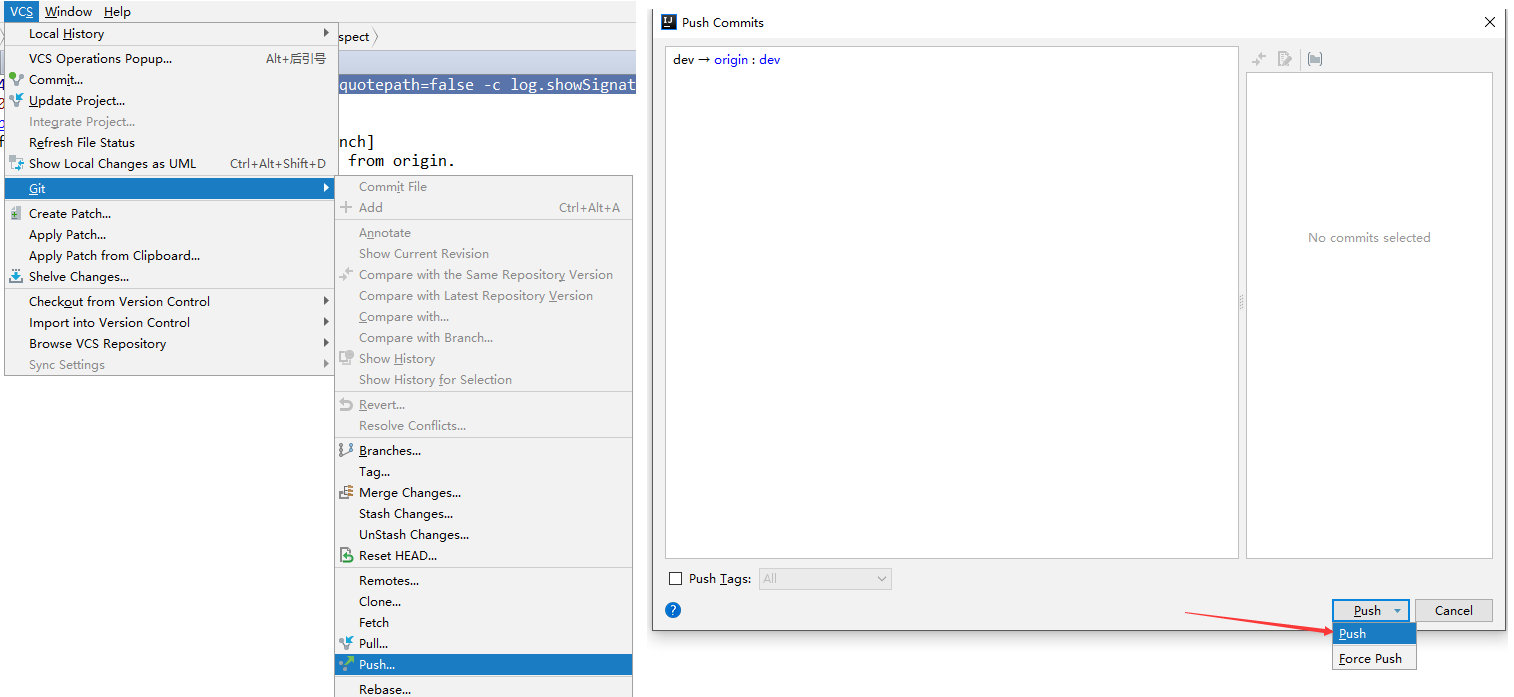 VCS Window Help
Local History
VCS Operations Popup... Alt+后引号
Commit...
Update Project...
Integrate Project...
Refresh File Status
Show Local Changes as UML Ctrl+Alt+Shift+D
Git
Create Patch...
Apply Patch...
Apply Patch from Clipboard...
Shelve Changes...
Checkout from Version Control
Import into Version Control
Browse VCS Repository
Sync Settings
spect
quotepath=false -c log.showSignat
nch]
from origin.
Commit File
Add Ctrl+Alt+A
Annotate
Show Current Revision
Compare with the Same Repository Version
Compare with Latest Repository Version
Compare with...
Compare with Branch...
Show History
Show History for Selection
Revert...
Resolve Conflicts...
Branches...
Tag...
Merge Changes...
Stash Changes...
UnStash Changes...
Reset HEAD...
Remotes...
Clone...
Fetch
Pull...
Push...
Rebase...
IJ Push Commits
dev → origin : dev
No commits selected
Push Tags: All
? Push Cancel
Push
Force Push